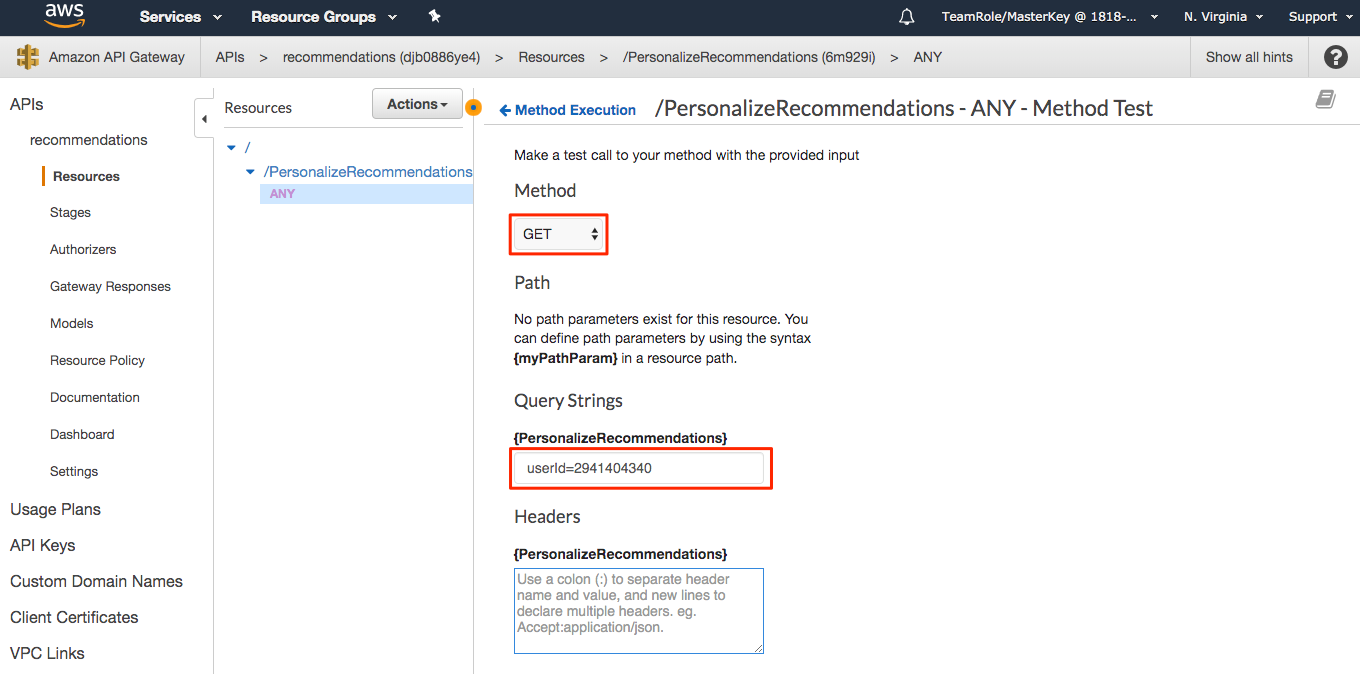 aws
Services
Resource Groups
TeamRole/MasterKey @ 1818-...
N. Virginia
Support
Amazon API Gateway
APIs > recommendations (djb0886ye4) > Resources > /PersonalizeRecommendations (6m929i) > ANY
Show all hints
?
APIs
recommendations
Resources
Stages
Authorizers
Gateway Responses
Models
Resource Policy
Documentation
Dashboard
Settings
Usage Plans
API Keys
Custom Domain Names
Client Certificates
VPC Links
Resources
Actions
/
/PersonalizeRecommendations
ANY
Method Execution
/PersonalizeRecommendations - ANY - Method Test
Make a test call to your method with the provided input
Method
GET
Path
No path parameters exist for this resource. You
can define path parameters by using the syntax
{myPathParam} in a resource path.
Query Strings
{PersonalizeRecommendations}
userId=2941404340
Headers
{PersonalizeRecommendations}
Use a colon (:) to separate header
name and value, and new lines to
declare multiple headers. eg.
Accept:application/json.